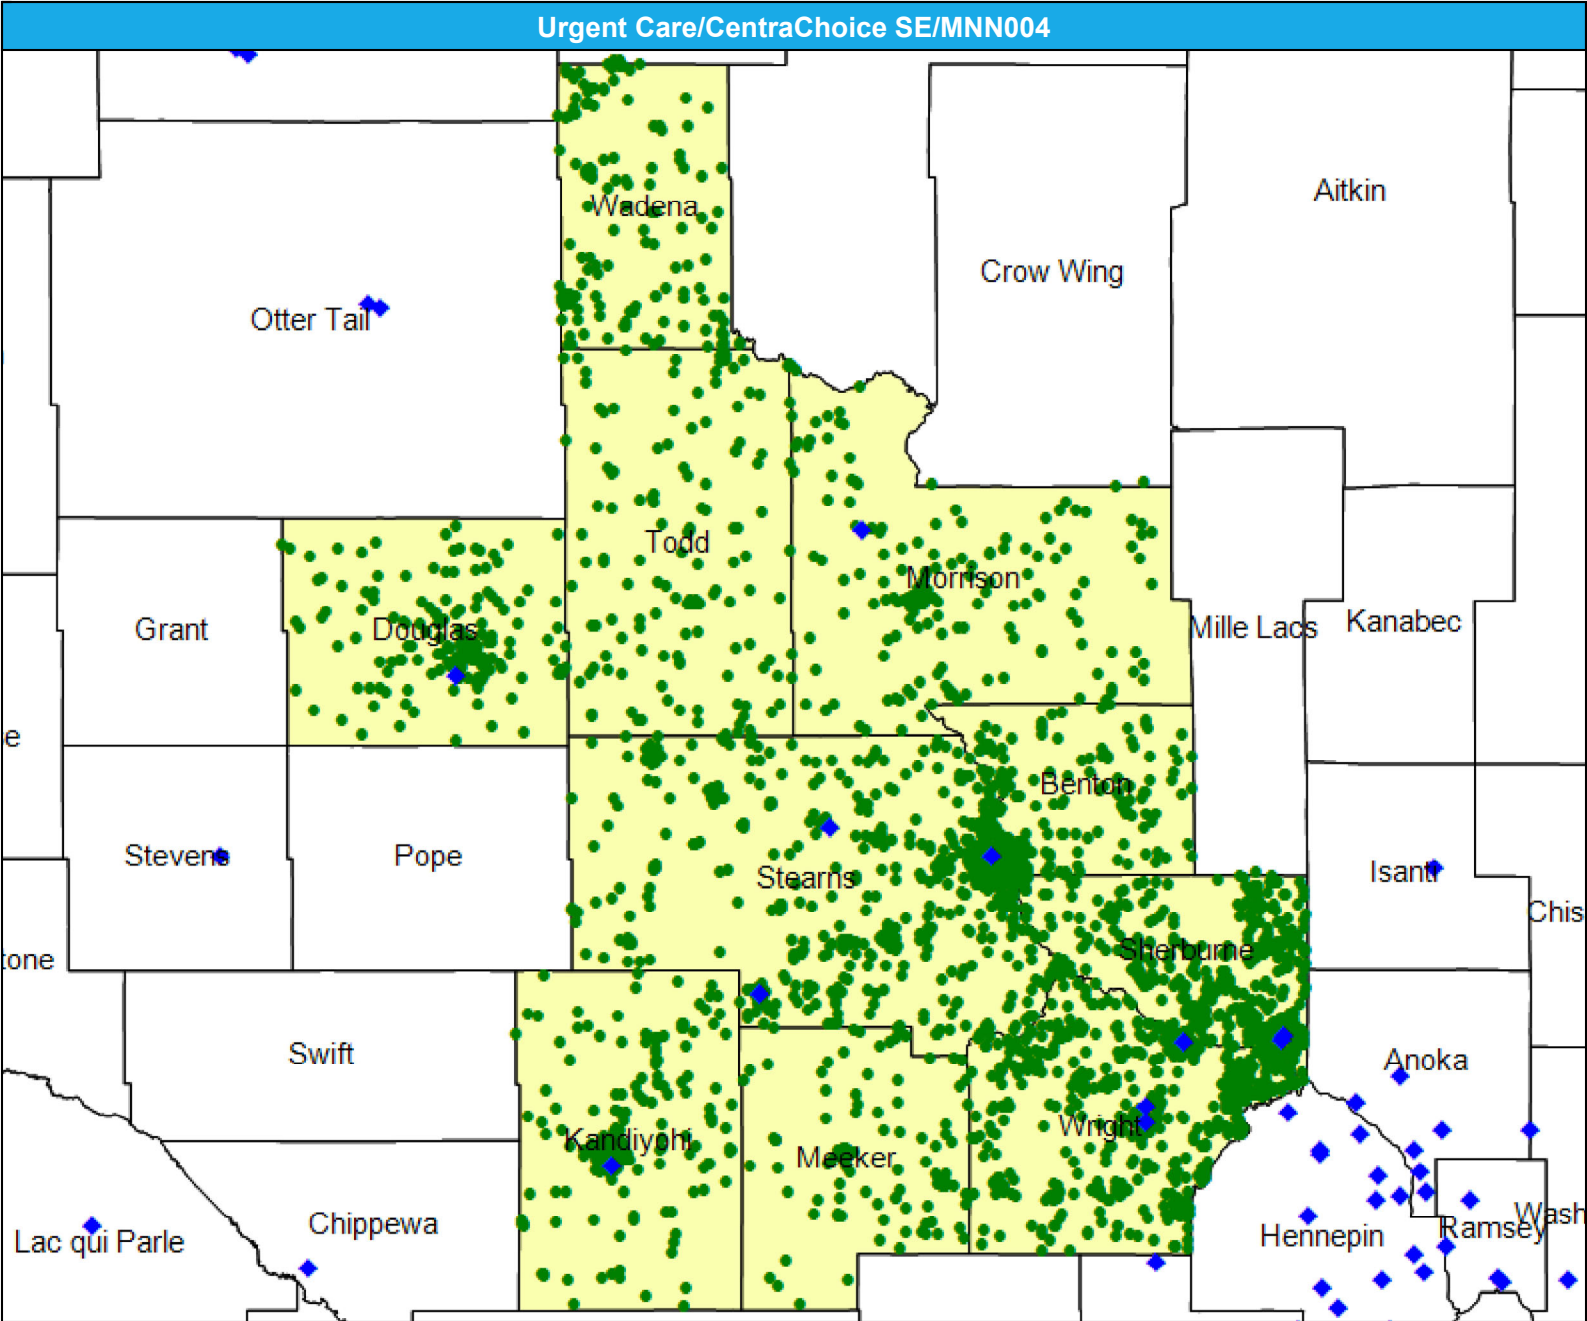 Urgent Care/CentraChoice SE/MNN004
Aitkin
Wadena
Crow Wing
Otter Tail
Todd
Morrison
Grant
Douglas
Mille Lacs
Kanabec
e
Benton
Stevens
Pope
Stearns
Isanti
Chis
tone
Sherburne
Swift
Anoka
Kandiyohi
Wright
Meeker
Chippewa
Wash
Lac qui Parle
Hennepin
Ramsey